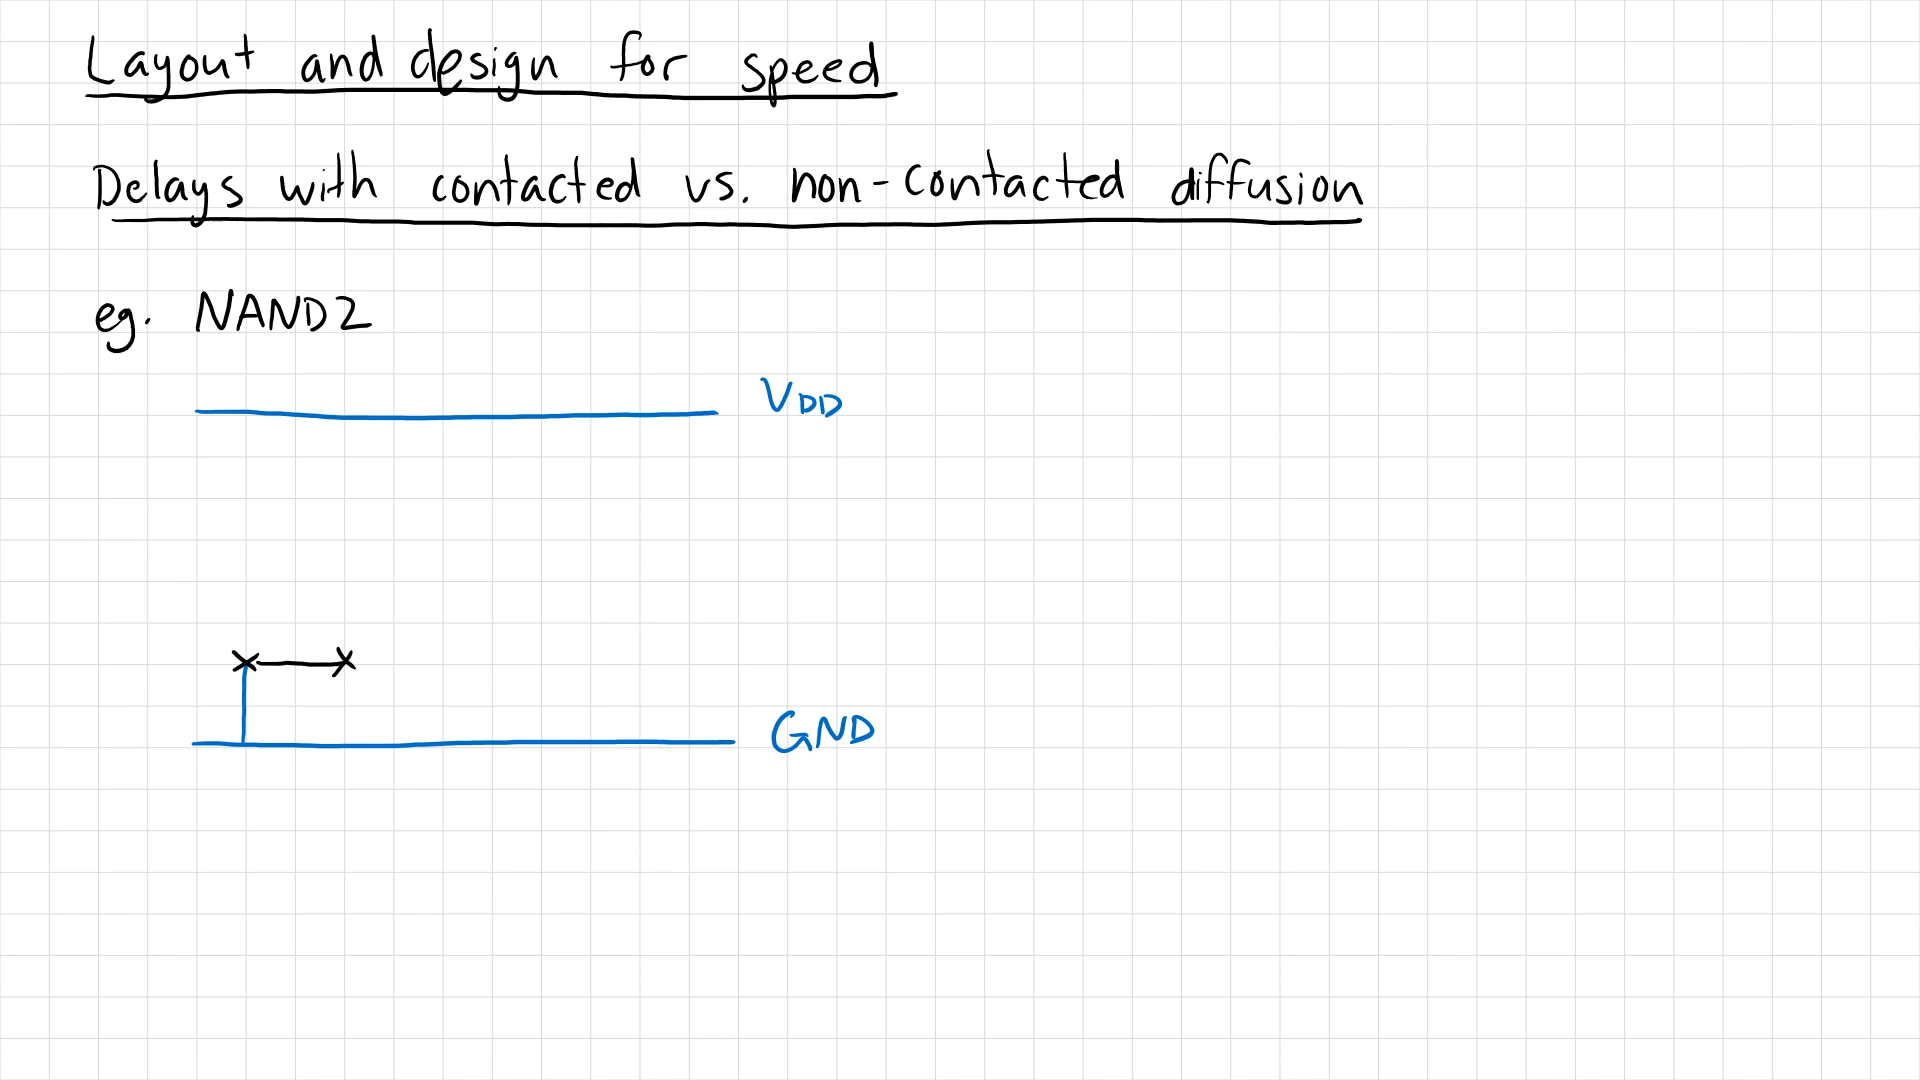 Layout and design for speed
Delays with contacted vs. non-contacted diffusion
eg. NAND2
VDD
GND